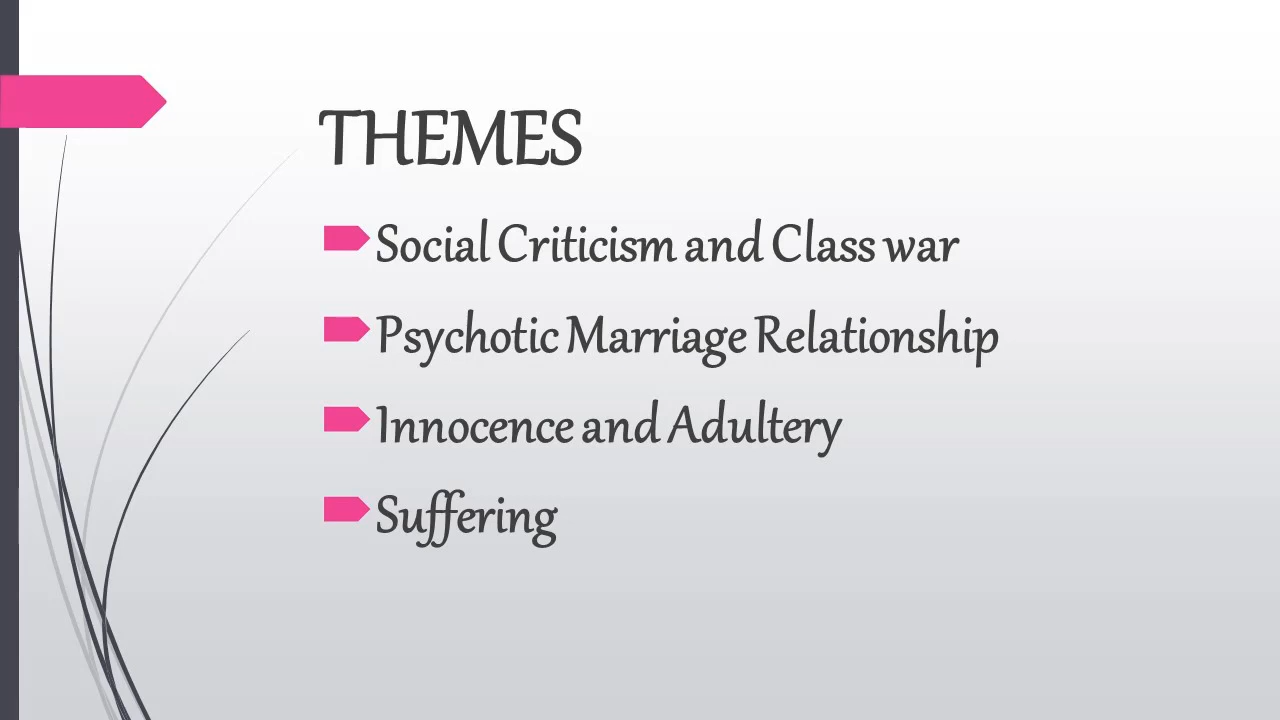 THEMES
Social Criticism and Class war
Psychotic Marriage Relationship
Innocence and Adultery
Suffering